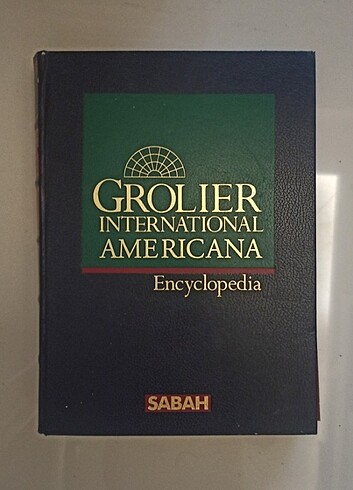 GROLIER
INTERNATIONAL
AMERICANA
Encyclopedia
SABAH